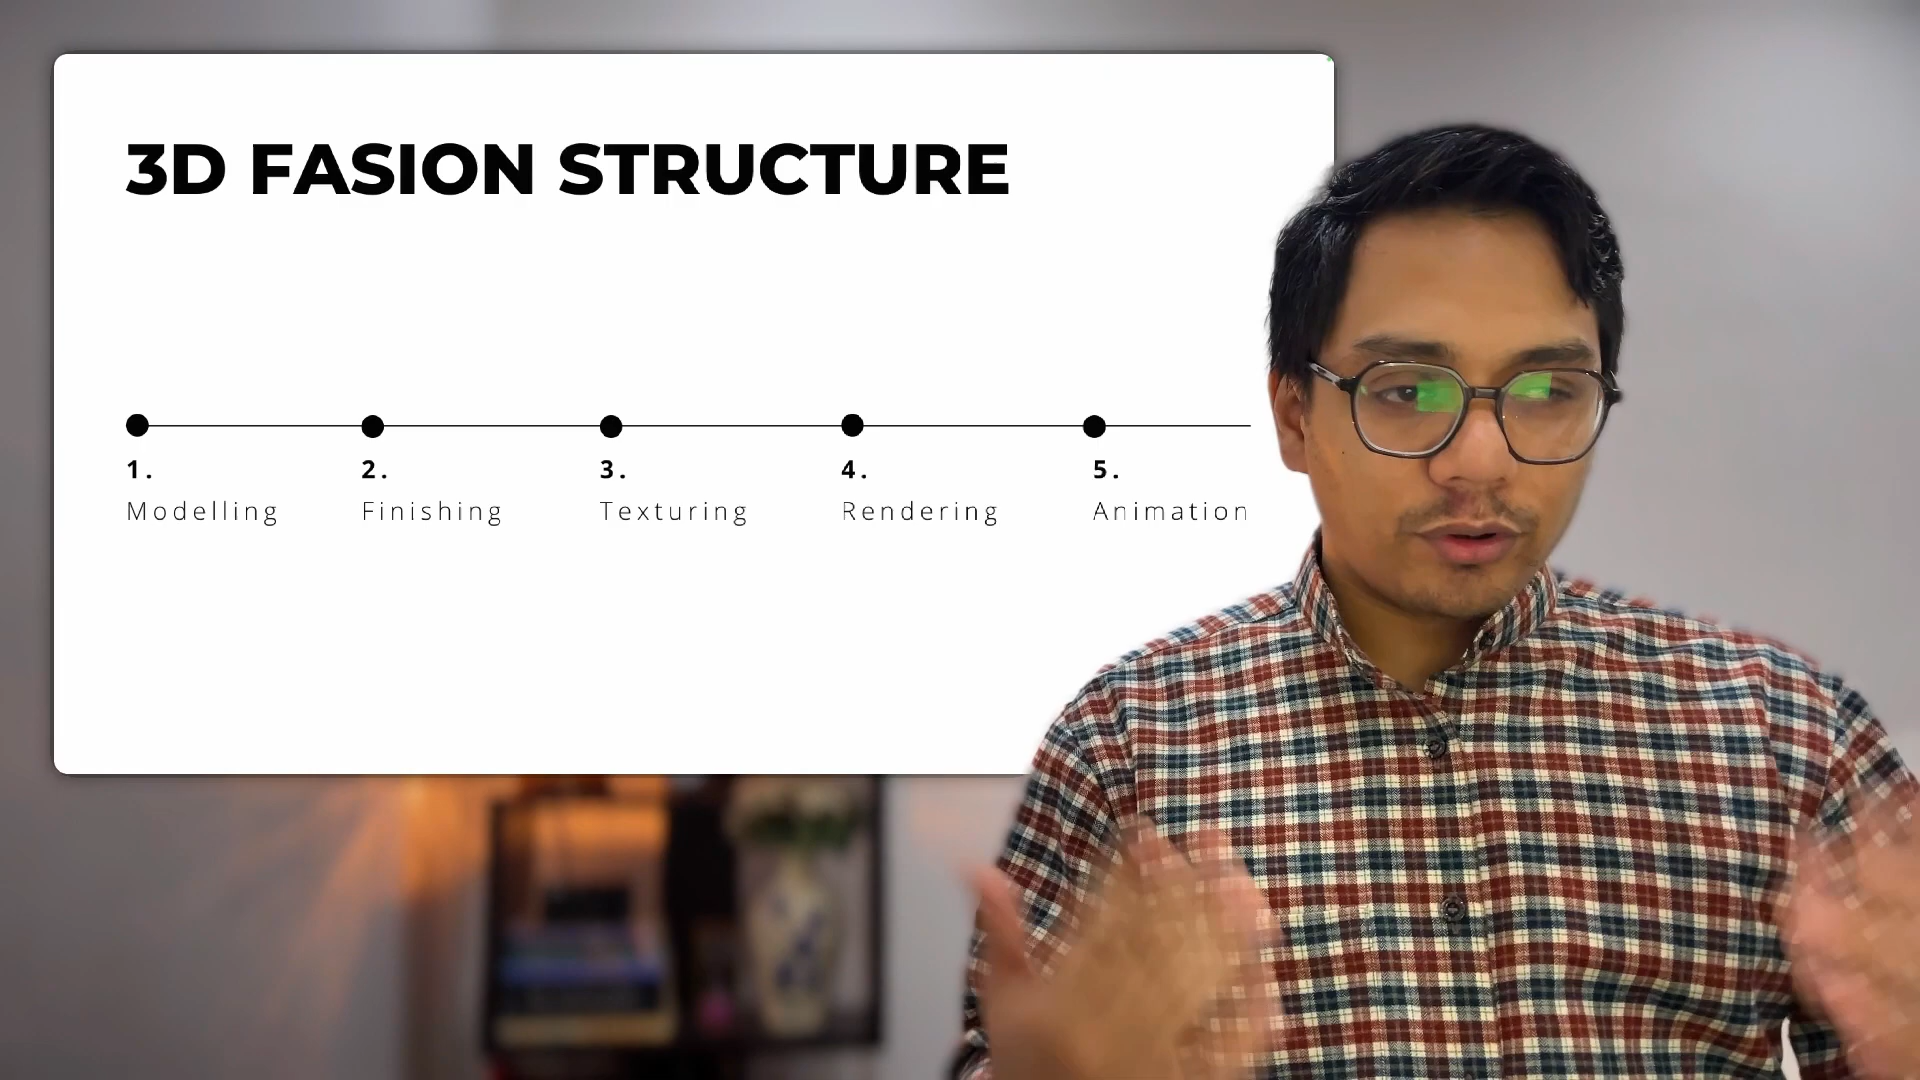 3D FASION STRUCTURE
1. 2. 3. 4. 5.
Modelling Finishing Texturing Rendering Animation